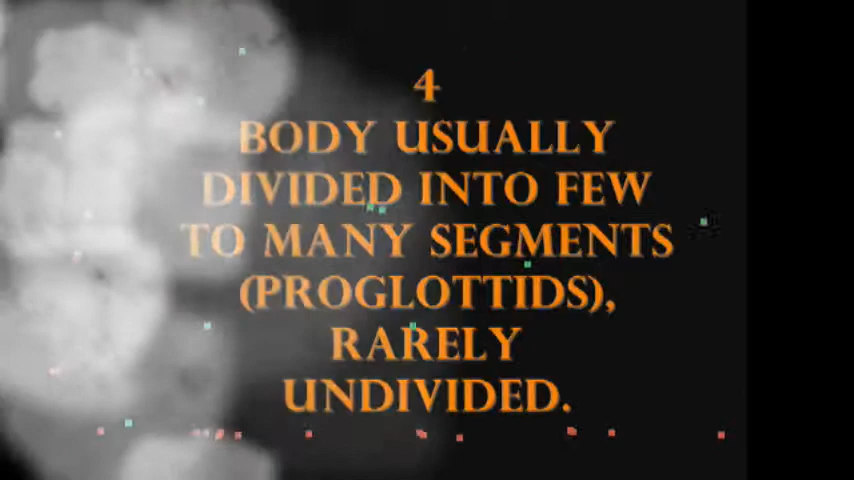 4
BODY USUALLY
DIVIDED INTO FEW
TO MANY SEGMENTS
(PROGLOTTIDS),
RARELY
UNDIVIDED.